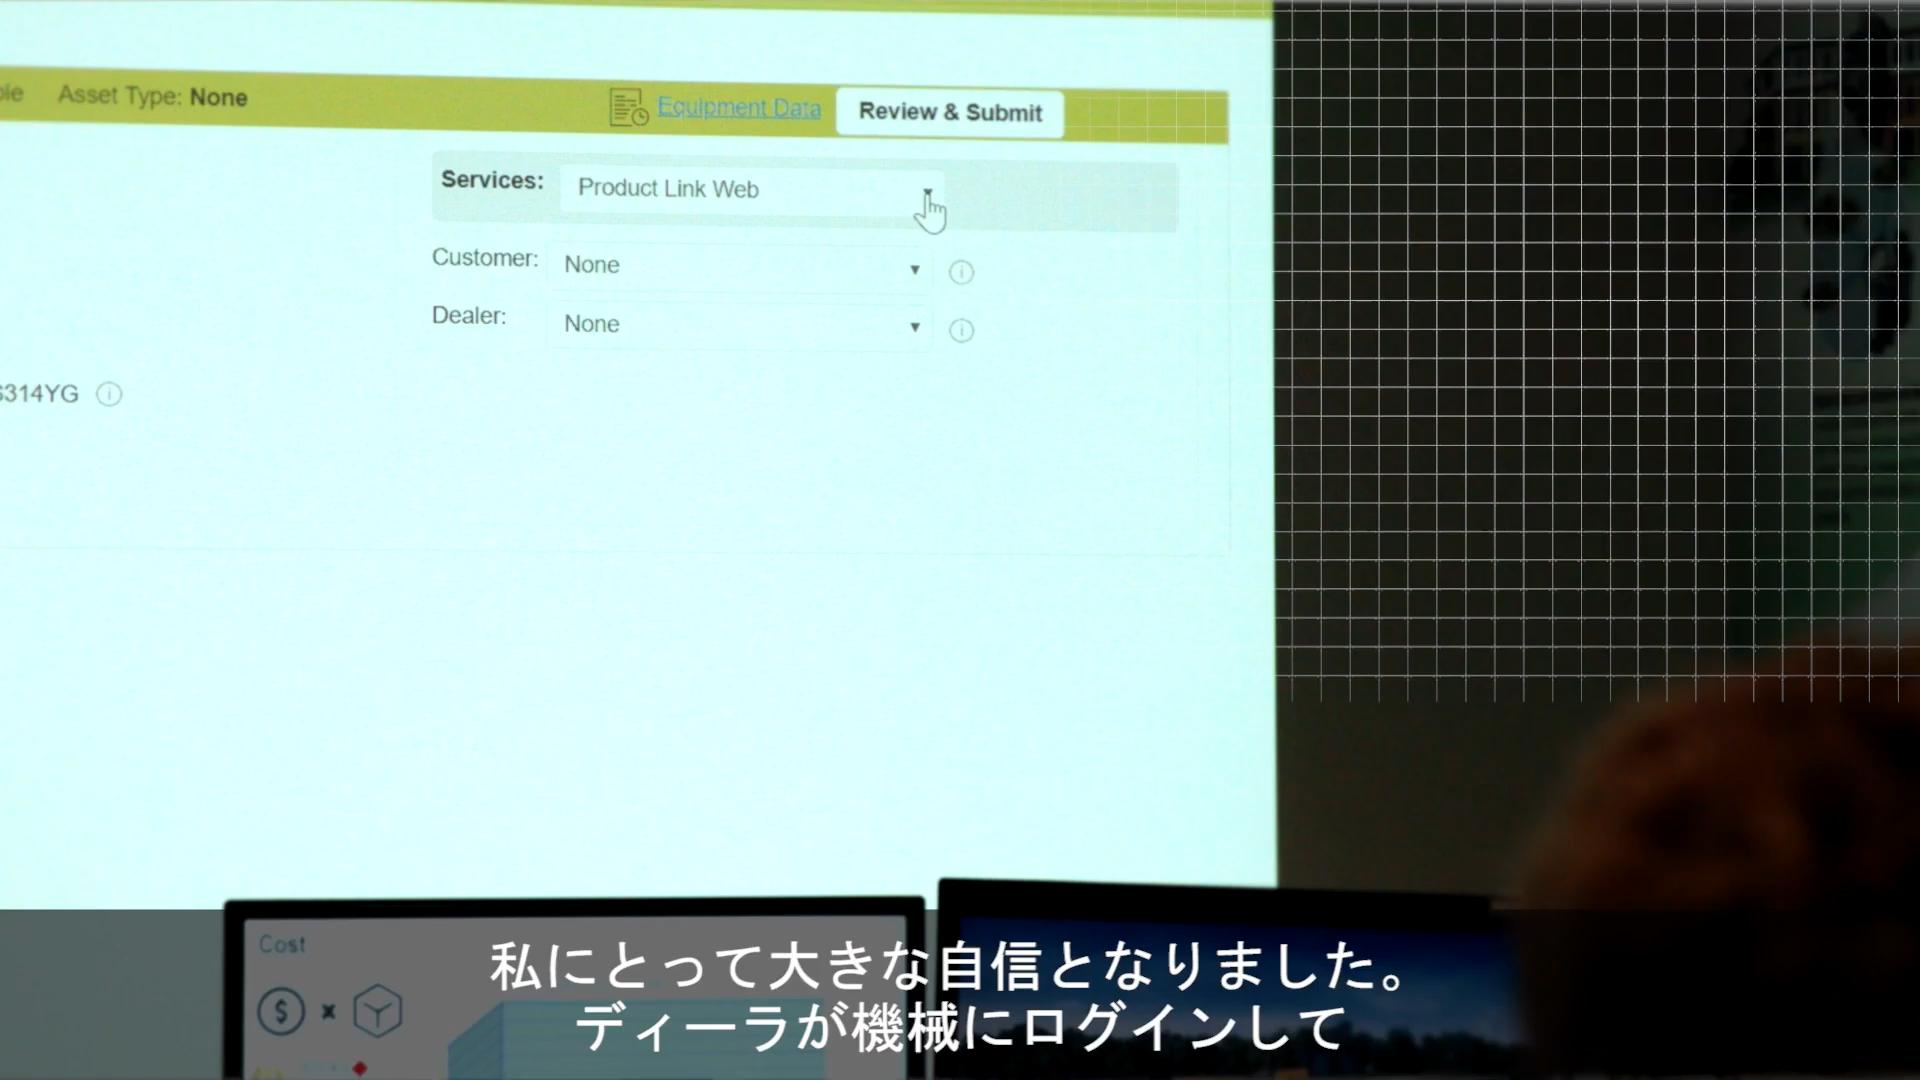 Asset Type: None
Equipment Data
Review & Submit
Services: Product Link Web
Customer: None
Dealer: None
314YG
Cost
私にとって大きな自信となりました。
ディーラが機械にログインして